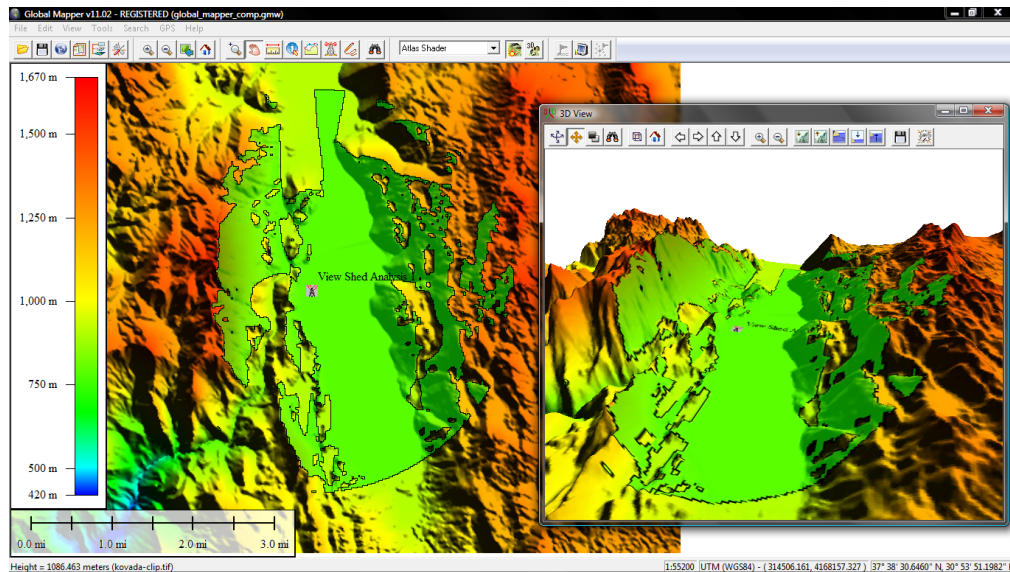 Global Mapper v11.02 - REGISTERED (global_mapper_comp.gmw)
File Edit View Tools Search GPS Help
Atlas Shader
3D
1,670 m
1,500 m
1,250 m
1,000 m
750 m
500 m
420 m
View Shed Analysis
3D View
View Shed A
0.0 mi 1.0 mi 2.0 mi 3.0 mi
Height = 1086.463 meters (kovada-clip.tif)
1:55200 UTM (WGS84) - ( 314506.161, 4168157.327 ) 37° 38' 30.6460" N, 30° 53' 51.1982"